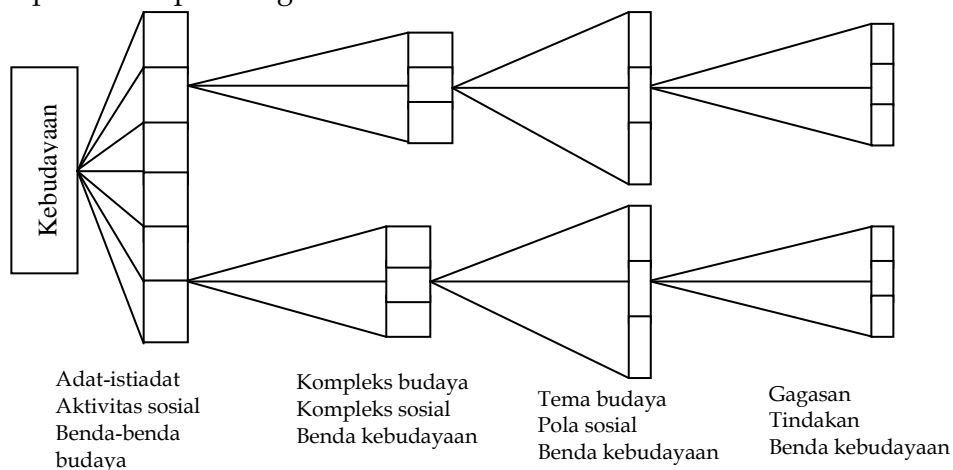 Kebudayaan
Adat-istiadat
Aktivitas sosial
Benda-benda
budaya
Kompleks budaya
Kompleks sosial
Benda kebudayaan
Tema budaya
Pola sosial
Benda kebudayaan
Gagasan
Tindakan
Benda kebudayaan